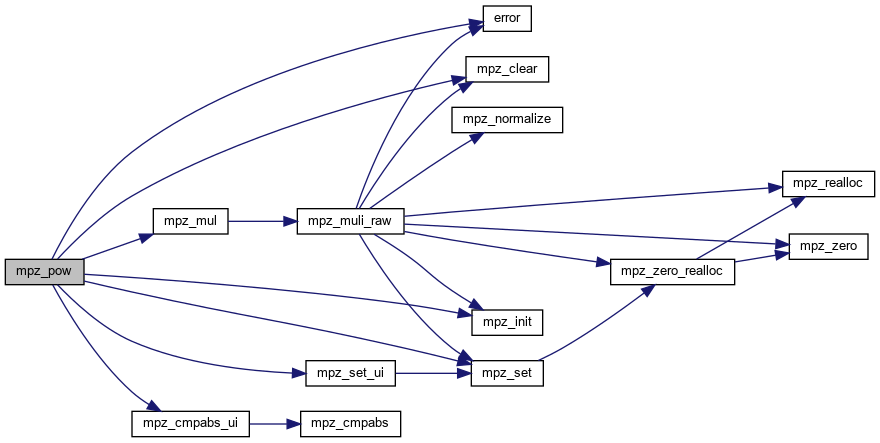 error
mpz_clear
mpz_normalize
mpz_realloc
mpz_mul
mpz_muli_raw
mpz_zero
mpz_pow
mpz_zero_realloc
mpz_init
mpz_set_ui
mpz_set
mpz_cmpabs_ui
mpz_cmpabs